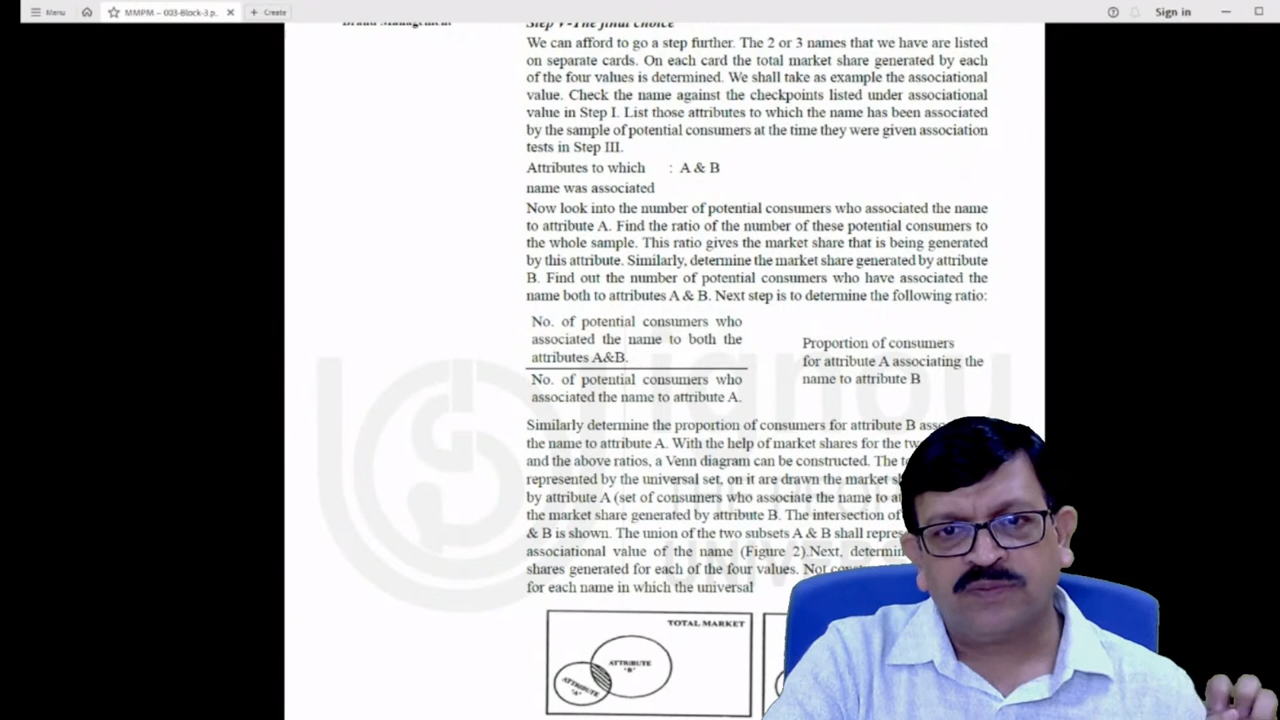 Menu
MMPM - 003-Block-3.p...
Create
Sign in
Brand Management
Step V-The final choice
We can afford to go a step further. The 2 or 3 names that we have are listed
on separate cards. On each card the total market share generated by each
of the four values is determined. We shall take as example the associational
value. Check the name against the checkpoints listed under associational
value in Step I. List those attributes to which the name has been associated
by the sample of potential consumers at the time they were given association
tests in Step III.
Attributes to which : A & B
name was associated
Now look into the number of potential consumers who associated the name
to attribute A. Find the ratio of the number of these potential consumers to
the whole sample. This ratio gives the market share that is being generated
by this attribute. Similarly, determine the market share generated by attribute
B. Find out the number of potential consumers who have associated the
name both to attributes A & B. Next step is to determine the following ratio:
No. of potential consumers who
associated the name to both the
attributes A&B.
No. of potential consumers who
associated the name to attribute A.
Proportion of consumers
for attribute A associating the
name to attribute B
Similarly determine the proportion of consumers for attribute B
the name to attribute A. With the help of market shares for the
and the above ratios, a Venn diagram can be constructed. The
represented by the universal set, on it are drawn the market
by attribute A (set of consumers who associate the name to
the market share generated by attribute B. The intersection of
& B is shown. The union of the two subsets A & B shall
associational value of the name (Figure 2).Next,
shares generated for each of the four values. Not
for each name in which the universal
TOTAL MARKET
ATTRIBUTE
"B"
ATTRIBUTE
"A"
ignou
THE PEOPLE'S
UNIVERSITY